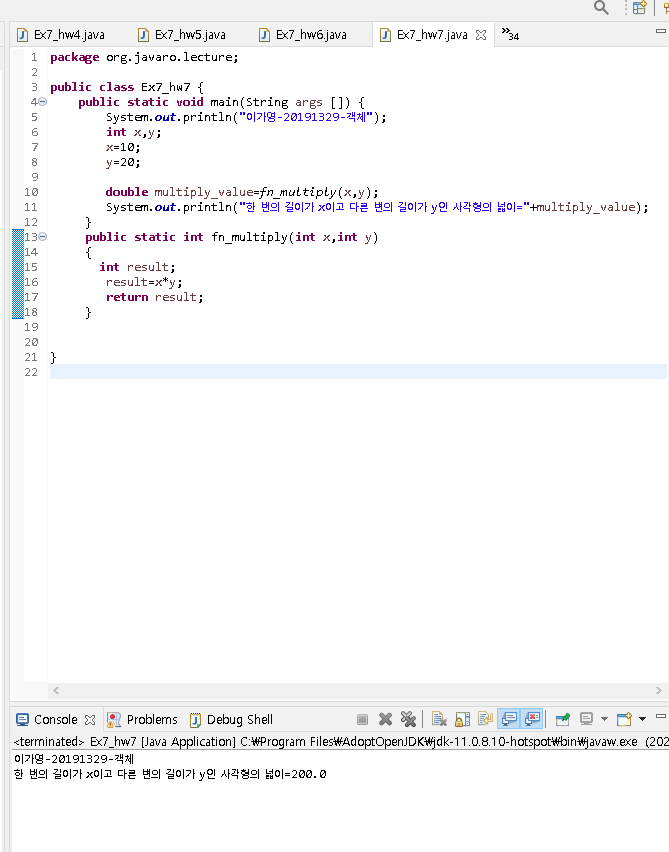 Ex7_hw4.java Ex7_hw5.java Ex7_hw6.java Ex7_hw7.java »34
1 package org.javaro.lecture;
2
3 public class Ex7_hw7 {
4 public static void main(String args []) {
5 System.out.println("이가영-20191329-객체");
6 int x,y;
7 x=10;
8 y=20;
9
10 double multiply_value=fn_multiply(x,y);
11 System.out.println("한 변의 길이가 x이고 다른 변의 길이가 y인 사각형의 넓이="+multiply_value);
12 }
13 public static int fn_multiply(int x,int y)
14 {
15 int result;
16 result=x*y;
17 return result;
18 }
19
20
21 }
22
Console Problems Debug Shell
<terminated> Ex7_hw7 [Java Application] C:₩Program Files₩AdoptOpenJDK₩jdk-11.0.8.10-hotspot₩bin₩javaw.exe (202
이가영-20191329-객체
한 변의 길이가 x이고 다른 변의 길이가 y인 사각형의 넓이=200.0